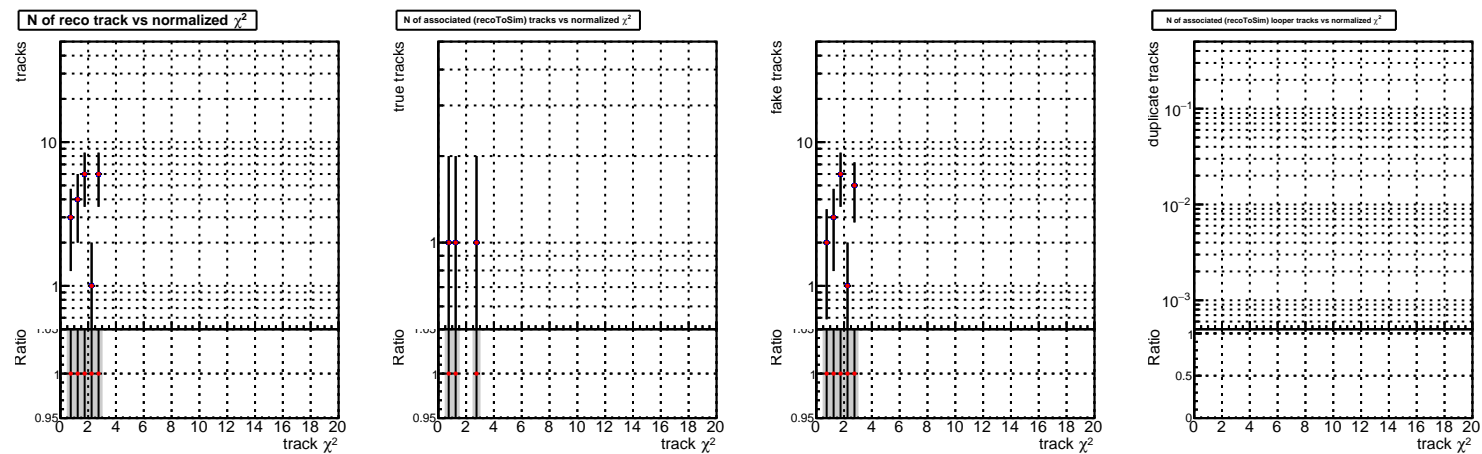 N of reco track vs normalized χ²
tracks
10
1
Ratio
1.05
1
0.95
0 2 4 6 8 10 12 14 16 18 20
track χ²
N of associated (recoToSim) tracks vs normalized χ²
true tracks
1
Ratio
1
0.95
0 2 4 6 8 10 12 14 16 18 20
track χ²
fake tracks
10
1
Ratio
1.05
1
0.95
0 2 4 6 8 10 12 14 16 18 20
track χ²
N of associated (recoToSim) looper tracks vs normalized χ²
duplicate tracks
10⁻¹
10⁻²
10⁻³
Ratio
1
0.5
0
0 2 4 6 8 10 12 14 16 18 20
track χ²